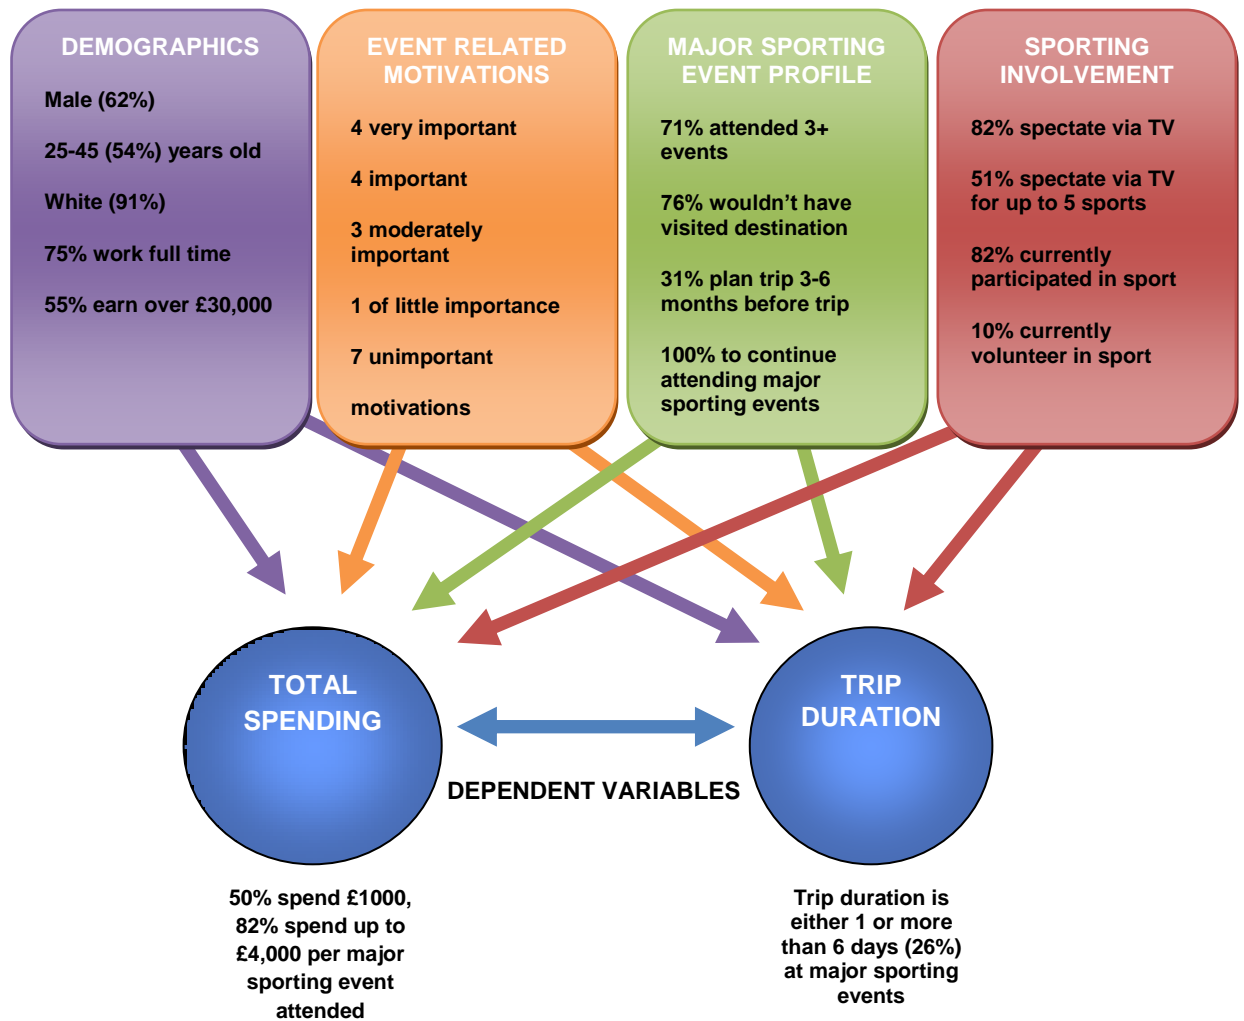 DEMOGRAPHICS
Male (62%)
25-45 (54%) years old
White (91%)
75% work full time
55% earn over £30,000
EVENT RELATED
MOTIVATIONS
4 very important
4 important
3 moderately
important
1 of little importance
7 unimportant
motivations
MAJOR SPORTING
EVENT PROFILE
71% attended 3+
events
76% wouldn’t have
visited destination
31% plan trip 3-6
months before trip
100% to continue
attending major
sporting events
SPORTING
INVOLVEMENT
82% spectate via TV
51% spectate via TV
for up to 5 sports
82% currently
participated in sport
10% currently
volunteer in sport
TOTAL
SPENDING
TRIP
DURATION
DEPENDENT VARIABLES
50% spend £1000,
82% spend up to
£4,000 per major
sporting event
attended
Trip duration is
either 1 or more
than 6 days (26%)
at major sporting
events